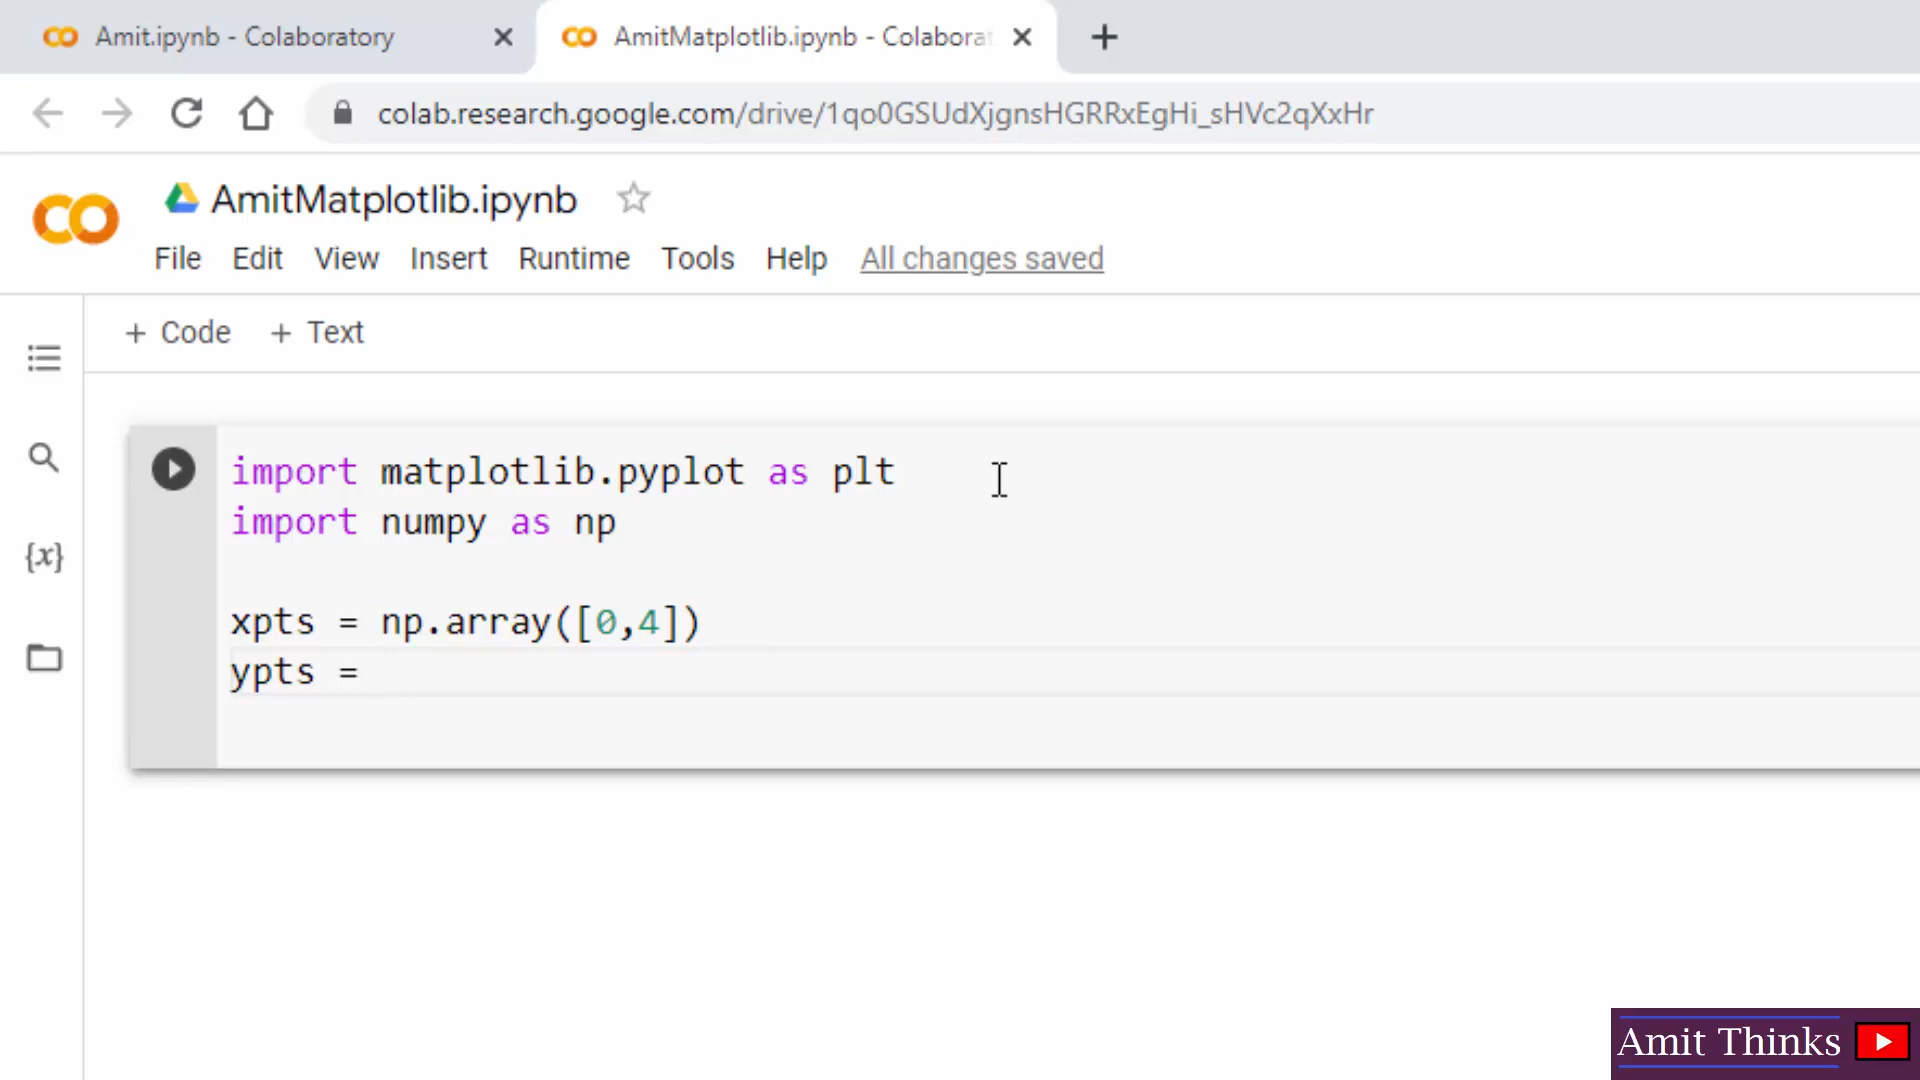 Amit.ipynb - Colaboratory
AmitMatplotlib.ipynb - Colaborat
colab.research.google.com/drive/1qo0GSUdXjgnsHGRRxEgHi_sHVc2qXxHr
AmitMatplotlib.ipynb
File Edit View Insert Runtime Tools Help All changes saved
+ Code + Text
import matplotlib.pyplot as plt
import numpy as np
{x}
xpts = np.array([0,4])
ypts =
Amit Thinks